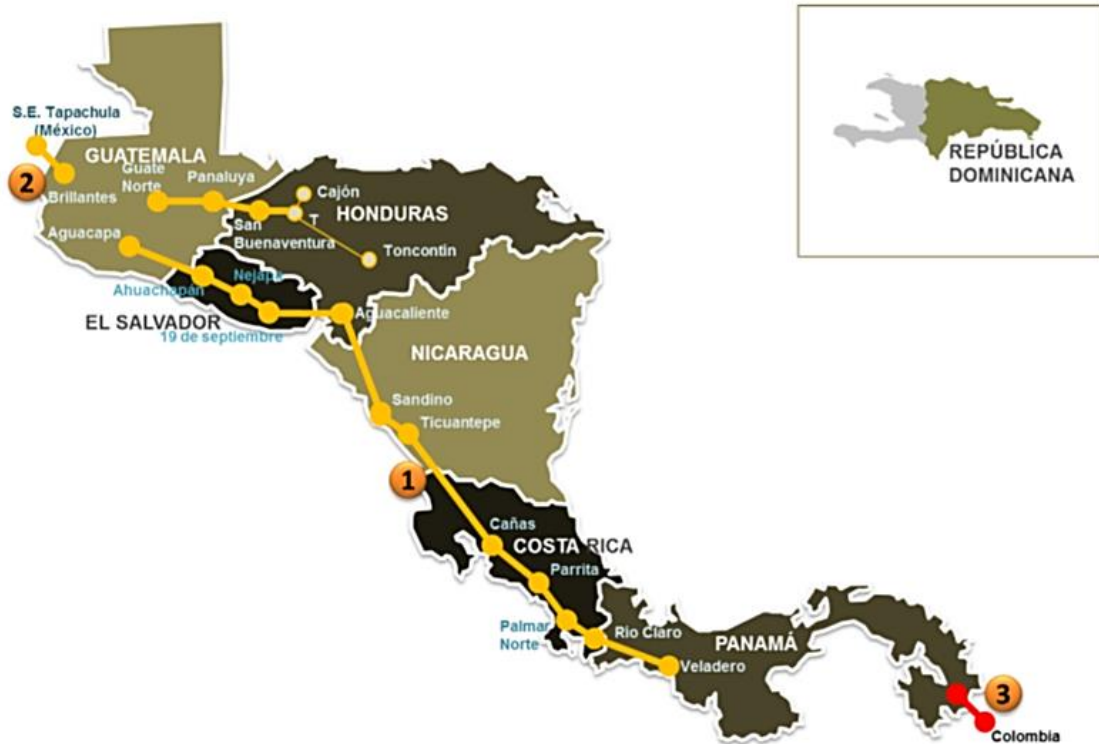 S.E. Tapachula
(México)
REPÚBLICA
DOMINICANA
GUATEMALA
2
Guate
Norte
Panaluya
Brillantes
Cajón
T
HONDURAS
San
Buenaventura
Toncontin
Aguacapa
Nejapa
Ahuachapán
Aguacaliente
EL SALVADOR
19 de septiembre
NICARAGUA
Sandino
Ticuantepe
1
Cañas
COSTA RICA
Parrita
Palmar
Norte
Rio Claro
PANAMÁ
Veladero
3
Colombia